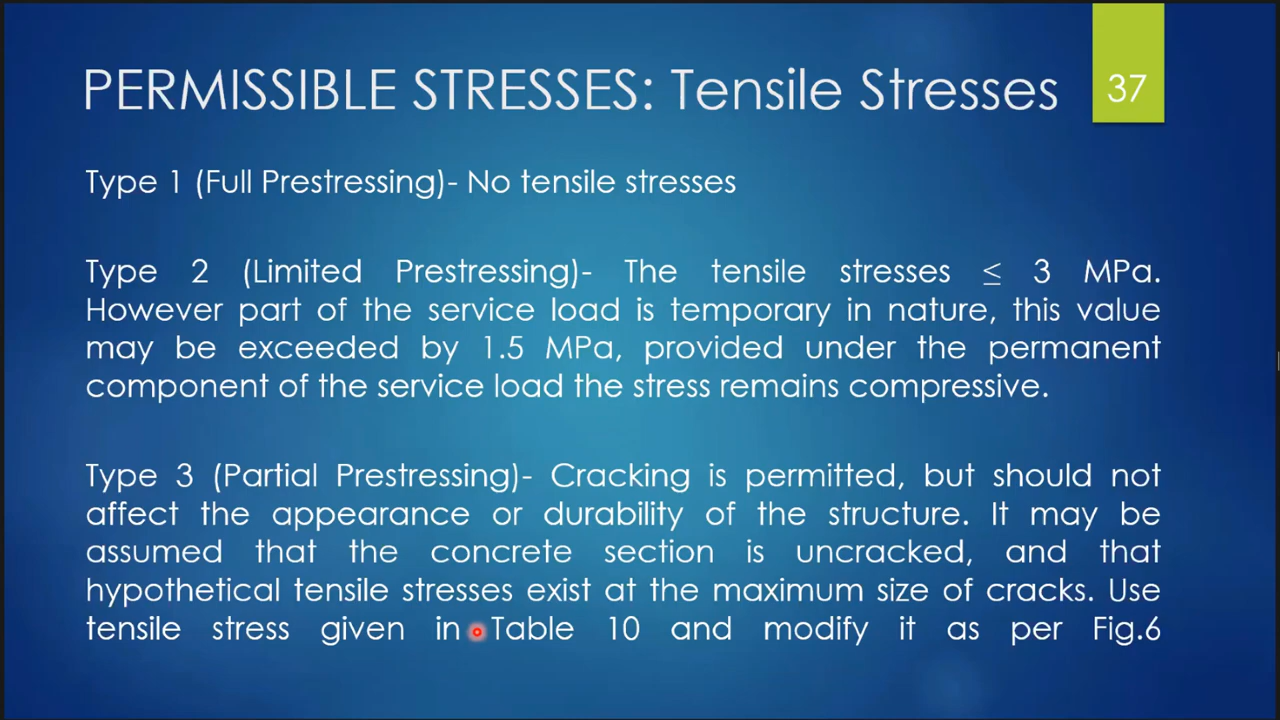 PERMISSIBLE STRESSES: Tensile Stresses
37
Type 1 (Full Prestressing)- No tensile stresses
Type 2 (Limited Prestressing)- The tensile stresses ≤ 3 MPa.
However part of the service load is temporary in nature, this value
may be exceeded by 1.5 MPa, provided under the permanent
component of the service load the stress remains compressive.
Type 3 (Partial Prestressing)- Cracking is permitted, but should not
affect the appearance or durability of the structure. It may be
assumed that the concrete section is uncracked, and that
hypothetical tensile stresses exist at the maximum size of cracks. Use
tensile stress given in Table 10 and modify it as per Fig.6